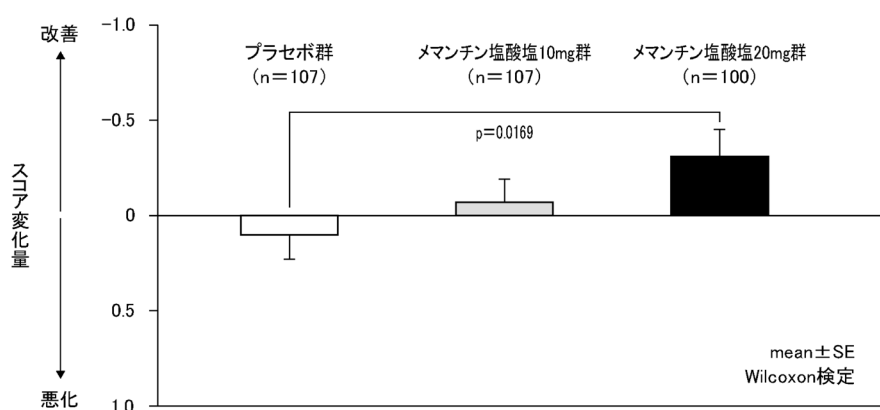 改善
-1.0
プラセボ群
(n=107)
メマンチン塩酸塩10mg群
(n=107)
メマンチン塩酸塩20mg群
(n=100)
-0.5
p=0.0169
スコア変化量
0
0.5
mean±SE
Wilcoxon検定
悪化
1.0